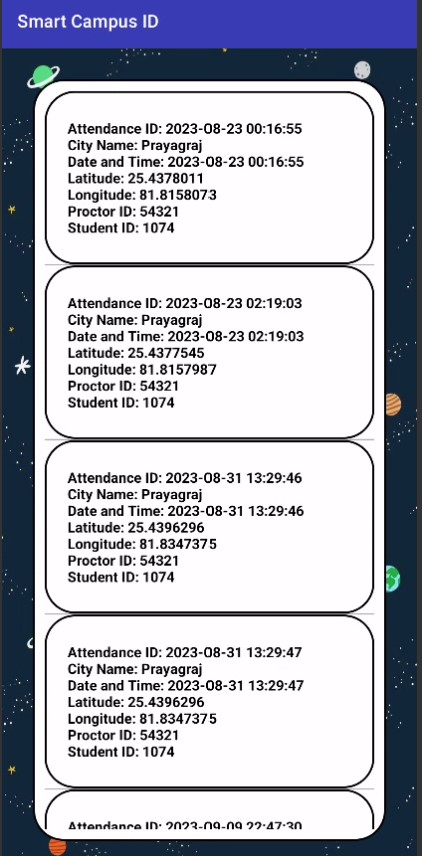 Smart Campus ID
Attendance ID: 2023-08-23 00:16:55
City Name: Prayagraj
Date and Time: 2023-08-23 00:16:55
Latitude: 25.4378011
Longitude: 81.8158073
Proctor ID: 54321
Student ID: 1074
Attendance ID: 2023-08-23 02:19:03
City Name: Prayagraj
Date and Time: 2023-08-23 02:19:03
Latitude: 25.4377545
Longitude: 81.8157987
Proctor ID: 54321
Student ID: 1074
Attendance ID: 2023-08-31 13:29:46
City Name: Prayagraj
Date and Time: 2023-08-31 13:29:46
Latitude: 25.4396296
Longitude: 81.8347375
Proctor ID: 54321
Student ID: 1074
Attendance ID: 2023-08-31 13:29:47
City Name: Prayagraj
Date and Time: 2023-08-31 13:29:47
Latitude: 25.4396296
Longitude: 81.8347375
Proctor ID: 54321
Student ID: 1074
Attendance ID: 2023-09-09 22:47:30